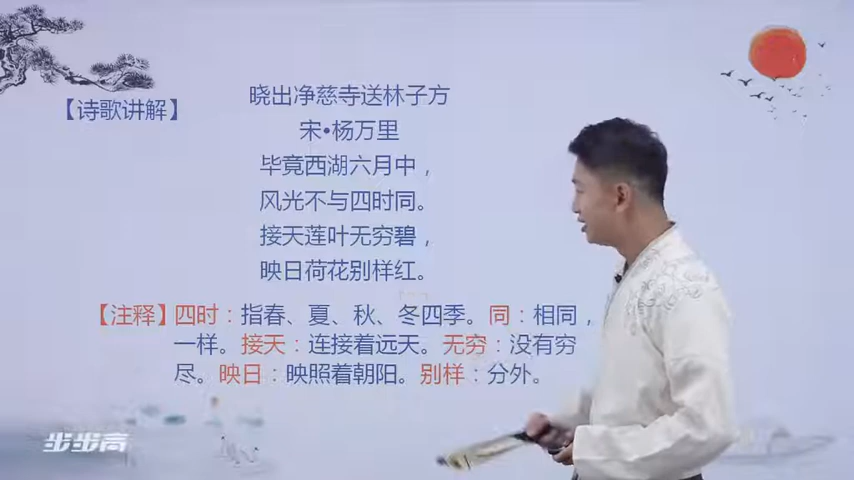 【诗歌讲解】
晓出净慈寺送林子方
宋•杨万里
毕竟西湖六月中，
风光不与四时同。
接天莲叶无穷碧，
映日荷花别样红。
【注释】四时：指春、夏、秋、冬四季。同：相同，
一样。接天：连接着远天。无穷：没有穷
尽。映日：映照着朝阳。别样：分外。
步步高